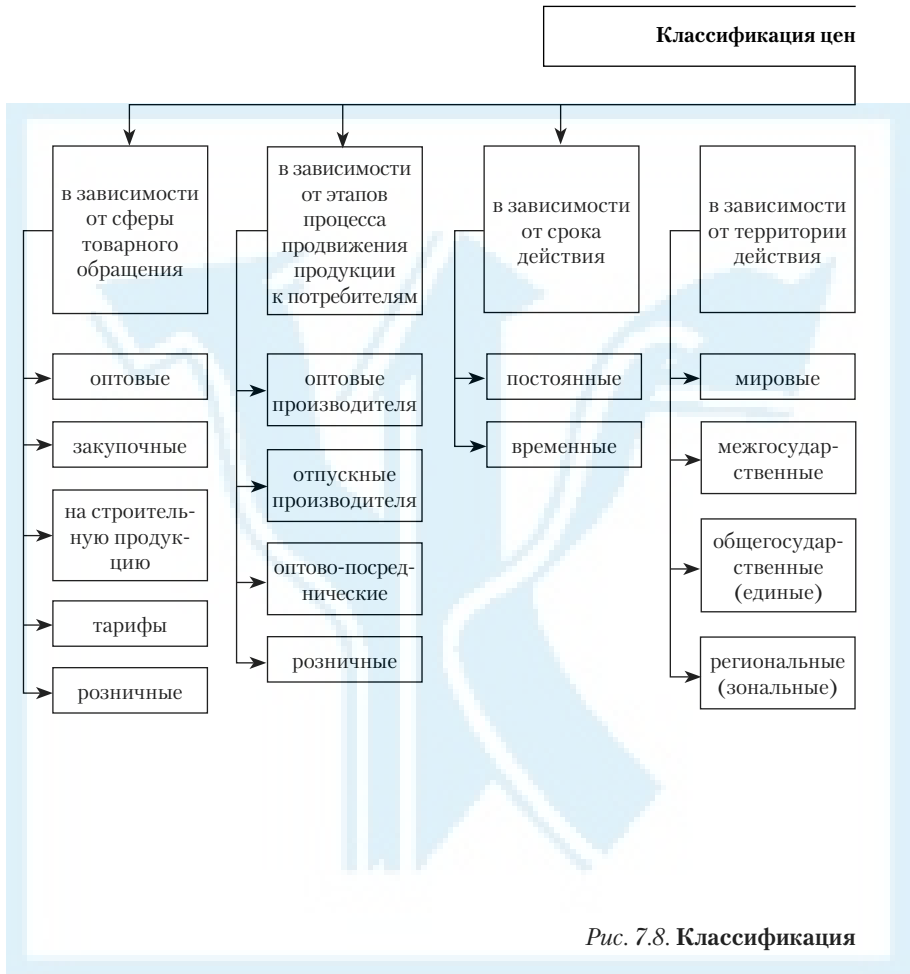 Классификация цен
в зависимости
от сферы
товарного
обращения
оптовые
закупочные
на строитель-
ную продук-
цию
тарифы
розничные
в зависимости
от этапов
процесса
продвижения
продукции
к потребителям
оптовые
производителя
отпускные
производителя
оптово-посред-
нические
розничные
в зависимости
от срока
действия
постоянные
временные
в зависимости
от территории
действия
мировые
межгосудар-
ственные
общегосудар-
ственные
(единые)
региональные
(зональные)
Рис. 7.8. Классификация